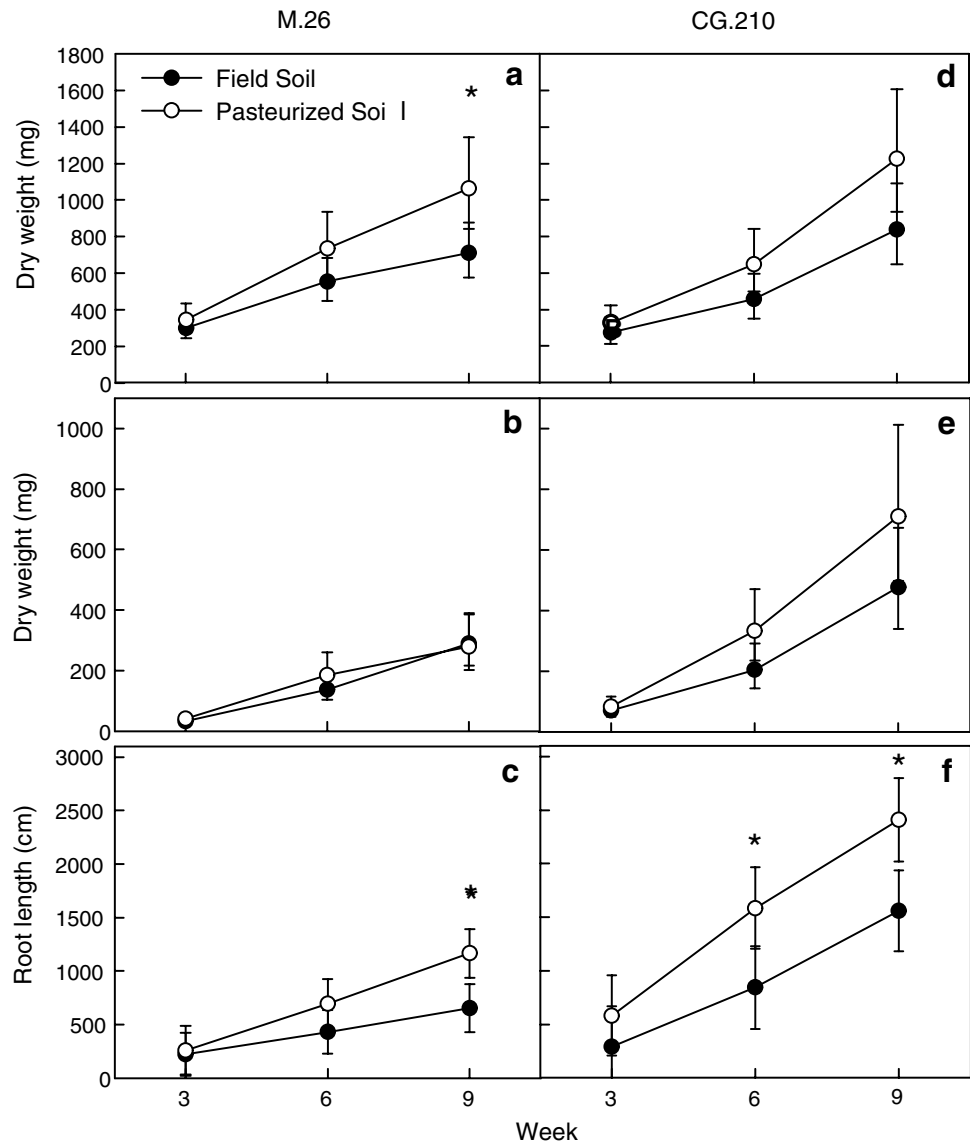 M.26
CG.210
1800
1600
1400
1200
1000
800
600
400
200
0
Dry weight (mg)
Field Soil
Pasteurized Soi l
a
*
d
1000
800
600
400
200
0
Dry weight (mg)
b
e
3000
2500
2000
1500
1000
500
0
Root length (cm)
c
*
*
f
*
*
3 6 9 3 6 9
Week